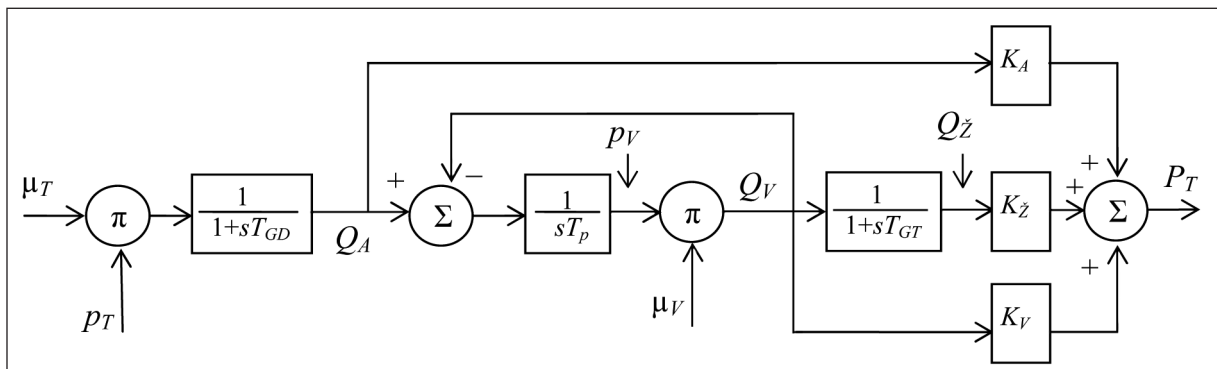 K_A
Q_Ž
p_V
μ_T
+
−
+
P_T
π
1
1+sT_GD
Σ
1
sT_p
π
Q_V
1
1+sT_GT
K_Ž
+
Σ
Q_A
+
p_T
μ_V
K_V